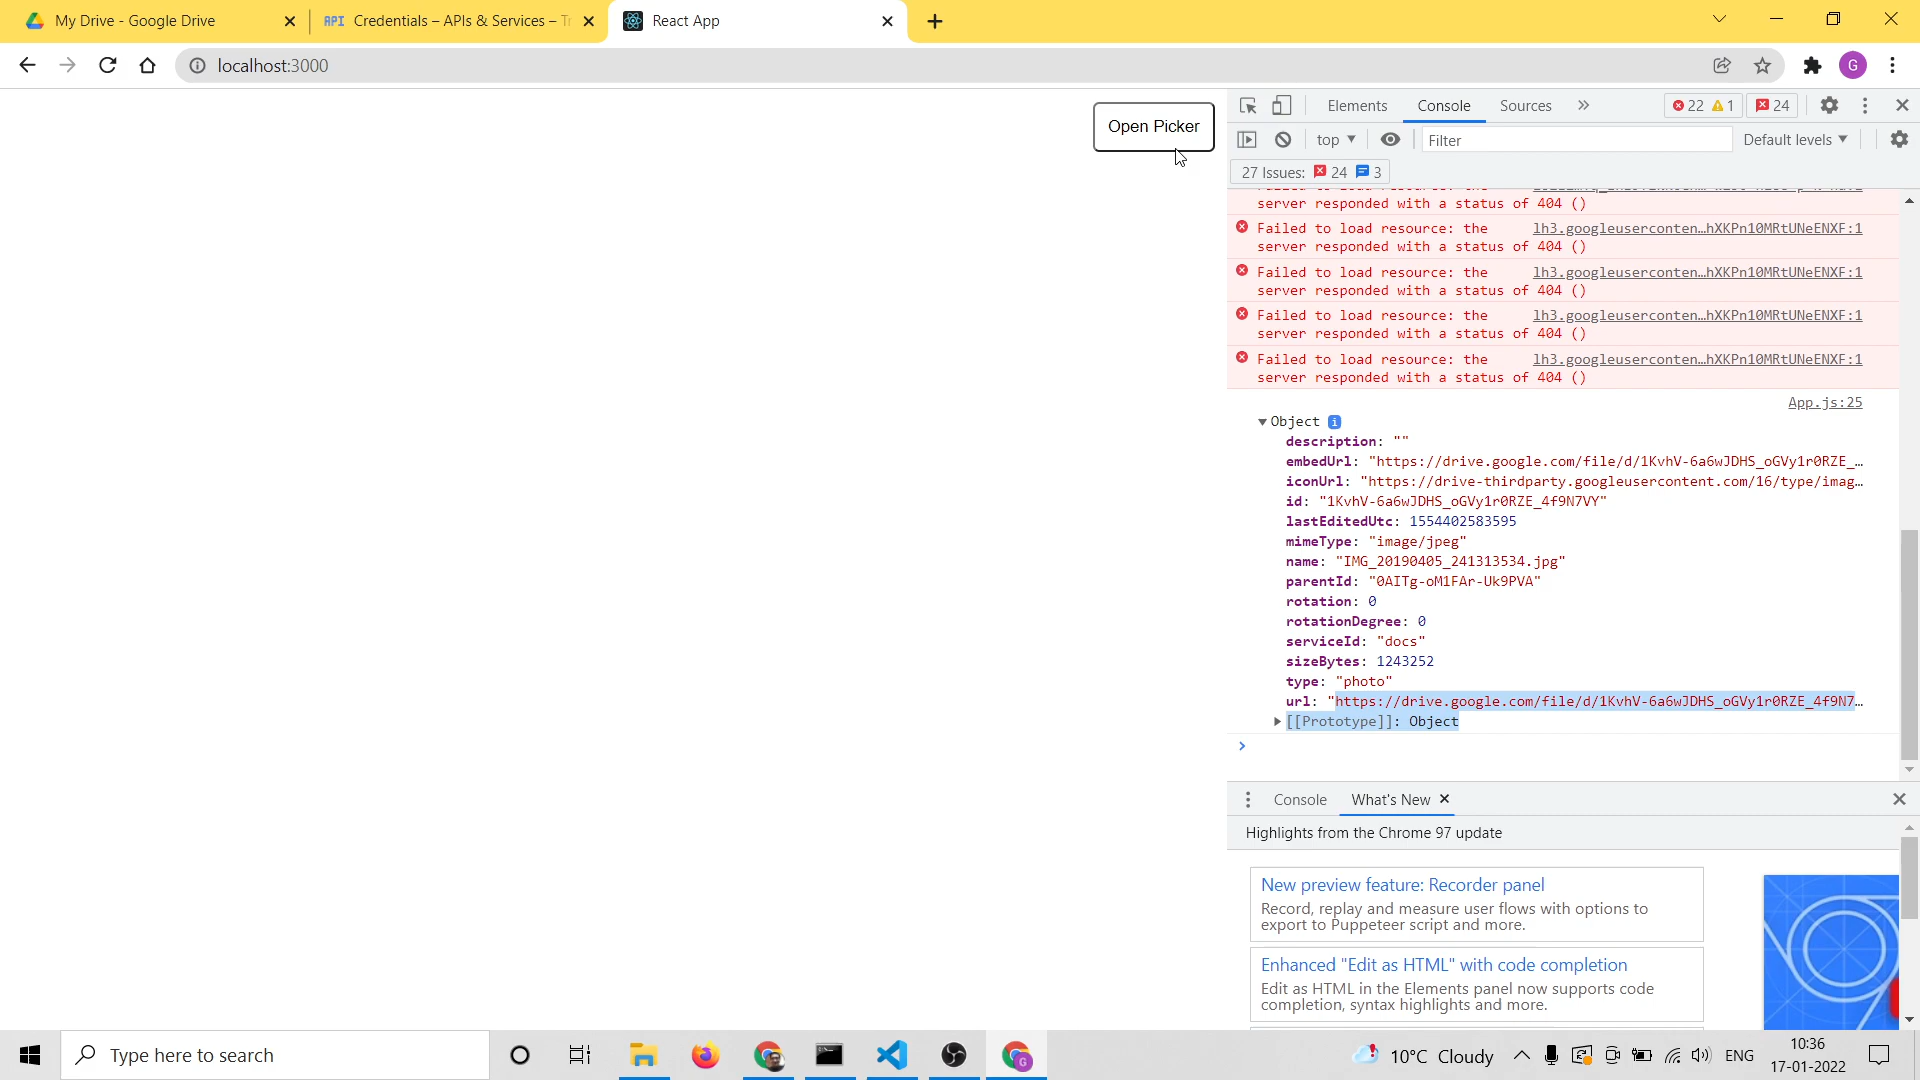 My Drive - Google Drive
API Credentials – APIs & Services – Tr
React App
localhost:3000
G
Open Picker
Elements Console Sources 22 1 24
top Filter Default levels
27 Issues: 24 3
server responded with a status of 404 ()
Failed to load resource: the lh3.googleuserconten…hXKPn10MRtUNeENXF:1
server responded with a status of 404 ()
Failed to load resource: the lh3.googleuserconten…hXKPn10MRtUNeENXF:1
server responded with a status of 404 ()
Failed to load resource: the lh3.googleuserconten…hXKPn10MRtUNeENXF:1
server responded with a status of 404 ()
Failed to load resource: the lh3.googleuserconten…hXKPn10MRtUNeENXF:1
server responded with a status of 404 ()
App.js:25
Object i
description: ""
embedUrl: "https://drive.google.com/file/d/1KvhV-6a6wJDHS_oGVy1r0RZE_…
iconUrl: "https://drive-thirdparty.googleusercontent.com/16/type/imag…
id: "1KvhV-6a6wJDHS_oGVy1r0RZE_4f9N7VY"
lastEditedUtc: 1554402583595
mimeType: "image/jpeg"
name: "IMG_20190405_241313534.jpg"
parentId: "0AITg-oM1FAr-Uk9PVA"
rotation: 0
rotationDegree: 0
serviceId: "docs"
sizeBytes: 1243252
type: "photo"
url: "https://drive.google.com/file/d/1KvhV-6a6wJDHS_oGVy1r0RZE_4f9N7…
[[Prototype]]: Object
Console What's New
Highlights from the Chrome 97 update
New preview feature: Recorder panel
Record, replay and measure user flows with options to
export to Puppeteer script and more.
Enhanced "Edit as HTML" with code completion
Edit as HTML in the Elements panel now supports code
completion, syntax highlights and more.
Type here to search
10°C Cloudy
ENG
10:36
17-01-2022